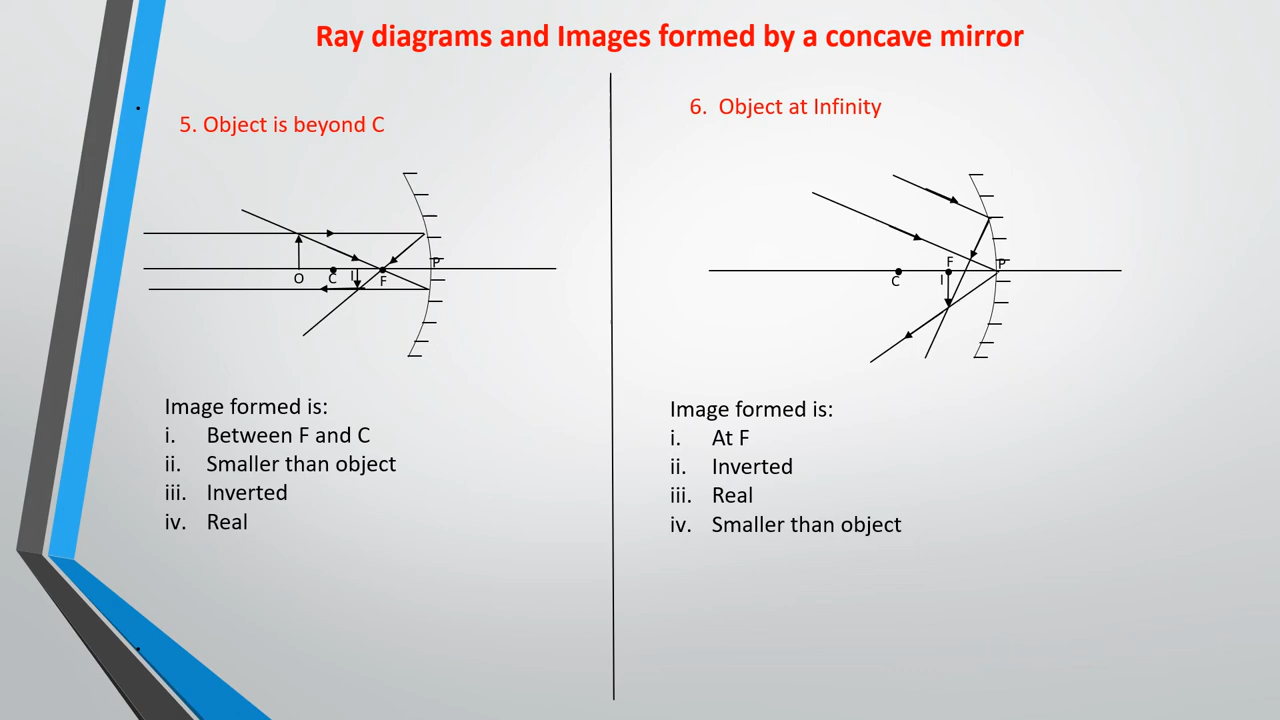 Ray diagrams and Images formed by a concave mirror
5. Object is beyond C
P
O
C
I
F
Image formed is:
i. Between F and C
ii. Smaller than object
iii. Inverted
iv. Real
6. Object at Infinity
F
P
C
I
Image formed is:
i. At F
ii. Inverted
iii. Real
iv. Smaller than object